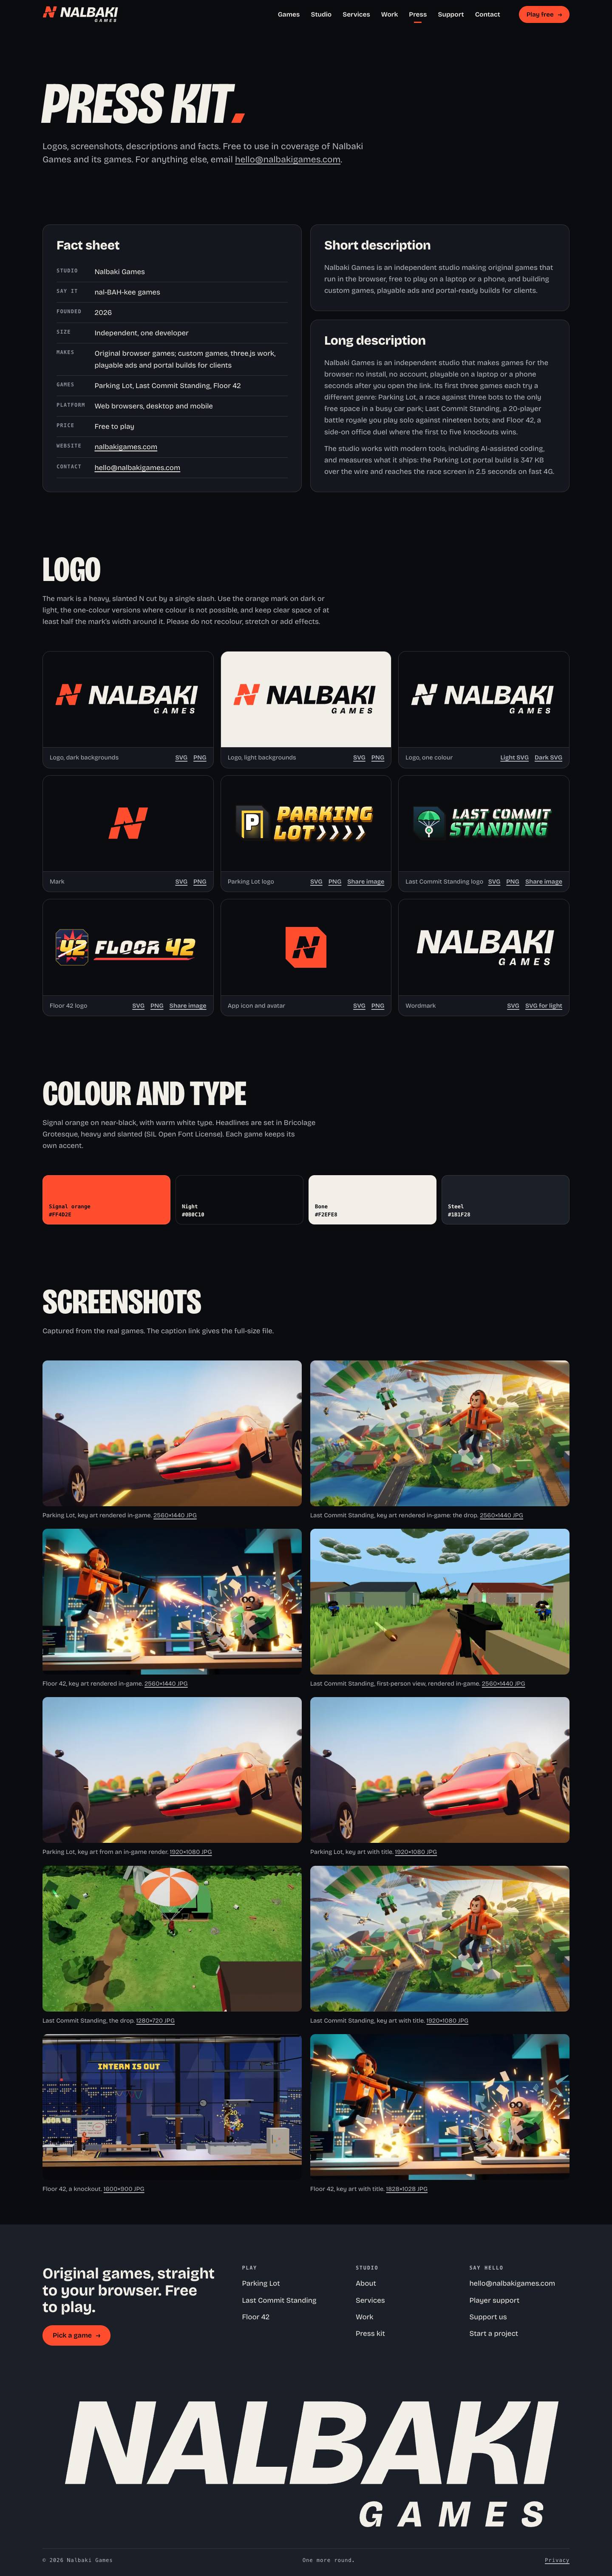 NALBAKI
GAMES
Games Studio Services Work Press Support Contact Play free →
PRESS KIT.
Logos, screenshots, descriptions and facts. Free to use in coverage of Nalbaki
Games and its games. For anything else, email hello@nalbakigames.com.
Fact sheet
STUDIO Nalbaki Games
SAY IT nal-BAH-kee games
FOUNDED 2026
SIZE Independent, one developer
MAKES Original browser games; custom games, three.js work,
playable ads and portal builds for clients
GAMES Parking Lot, Last Commit Standing, Floor 42
PLATFORM Web browsers, desktop and mobile
PRICE Free to play
WEBSITE nalbakigames.com
CONTACT hello@nalbakigames.com
Short description
Nalbaki Games is an independent studio making original games that
run in the browser, free to play on a laptop or a phone, and building
custom games, playable ads and portal-ready builds for clients.
Long description
Nalbaki Games is an independent studio that makes games for the
browser: no install, no account, playable on a laptop or a phone
seconds after you open the link. Its first three games each try a
different genre: Parking Lot, a race against three bots to the only
free space in a busy car park; Last Commit Standing, a 20-player
battle royale you play solo against nineteen bots; and Floor 42, a
side-on office duel where the first to five knockouts wins.
The studio works with modern tools, including AI-assisted coding,
and measures what it ships: the Parking Lot portal build is 347 KB
over the wire and reaches the race screen in 2.5 seconds on fast 4G.
LOGO
The mark is a heavy, slanted N cut by a single slash. Use the orange mark on dark or
light, the one-colour versions where colour is not possible, and keep clear space of at
least half the mark's width around it. Please do not recolour, stretch or add effects.
NALBAKI
GAMES
Logo, dark backgrounds SVG PNG
NALBAKI
GAMES
Logo, light backgrounds SVG PNG
NALBAKI
GAMES
Logo, one colour Light SVG Dark SVG
Mark SVG PNG
P PARKING
LOT
Parking Lot logo SVG PNG Share image
LAST COMMIT
STANDING
Last Commit Standing logo SVG PNG Share image
42 FLOOR 42
Floor 42 logo SVG PNG Share image
App icon and avatar SVG PNG
NALBAKI
GAMES
Wordmark SVG SVG for light
COLOUR AND TYPE
Signal orange on near-black, with warm white type. Headlines are set in Bricolage
Grotesque, heavy and slanted (SIL Open Font License). Each game keeps its
own accent.
Signal orange
#FF4D2E
Night
#0B0C10
Bone
#F2EFE8
Steel
#1B1F28
SCREENSHOTS
Captured from the real games. The caption link gives the full-size file.
Parking Lot, key art rendered in-game. 2560×1440 JPG
Last Commit Standing, key art rendered in-game: the drop. 2560×1440 JPG
Floor 42, key art rendered in-game. 2560×1440 JPG
Last Commit Standing, first-person view, rendered in-game. 2560×1440 JPG
Parking Lot, key art from an in-game render. 1920×1080 JPG
Parking Lot, key art with title. 1920×1080 JPG
Last Commit Standing, the drop. 1280×720 JPG
Last Commit Standing, key art with title. 1920×1080 JPG
INTERN IS OUT
Floor 42, a knockout. 1600×900 JPG
Floor 42, key art with title. 1828×1028 JPG
Original games, straight
to your browser. Free
to play.
Pick a game →
PLAY
Parking Lot
Last Commit Standing
Floor 42
STUDIO
About
Services
Work
Press kit
SAY HELLO
hello@nalbakigames.com
Player support
Support us
Start a project
NALBAKI
GAMES
© 2026 Nalbaki Games One more round. Privacy